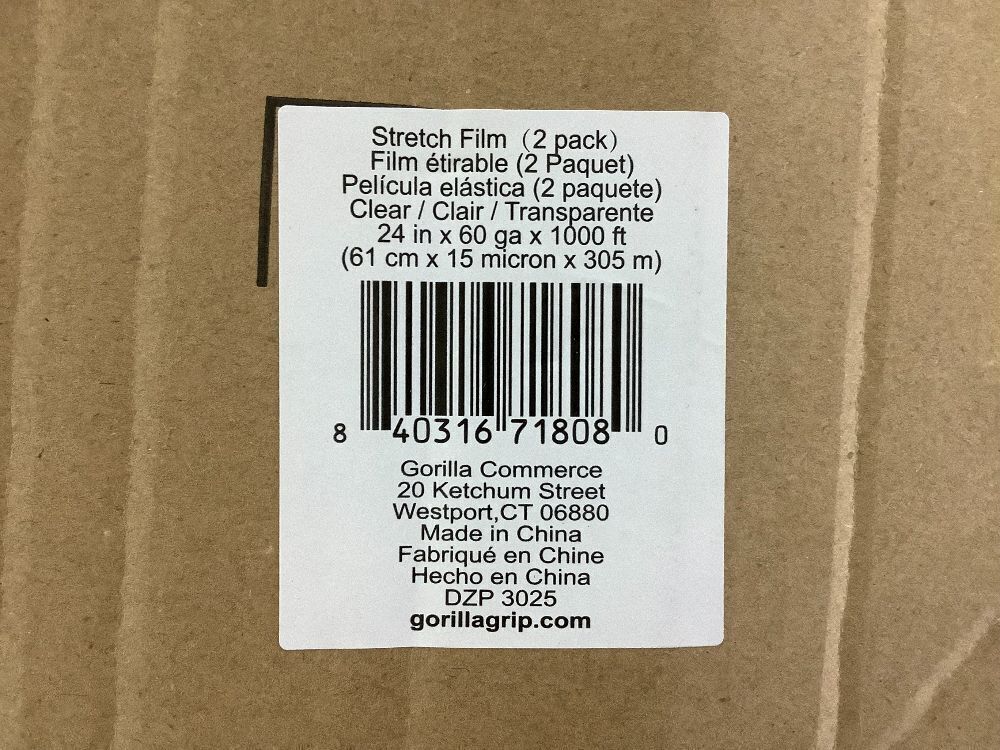 Stretch Film（2 pack）
Film étirable (2 Paquet)
Película elástica (2 paquete)
Clear / Clair / Transparente
24 in x 60 ga x 1000 ft
(61 cm x 15 micron x 305 m)
8 40316 71808 0
Gorilla Commerce
20 Ketchum Street
Westport,CT 06880
Made in China
Fabriqué en Chine
Hecho en China
DZP 3025
gorillagrip.com